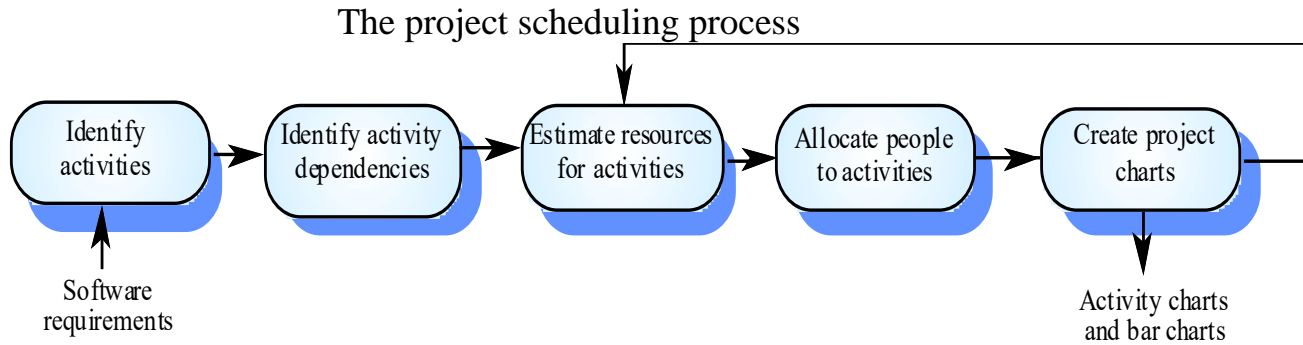 The project scheduling process
Identify
activities
Identify activity
dependencies
Estimate resources
for activities
Allocate people
to activities
Create project
charts
Software
requirements
Activity charts
and bar charts